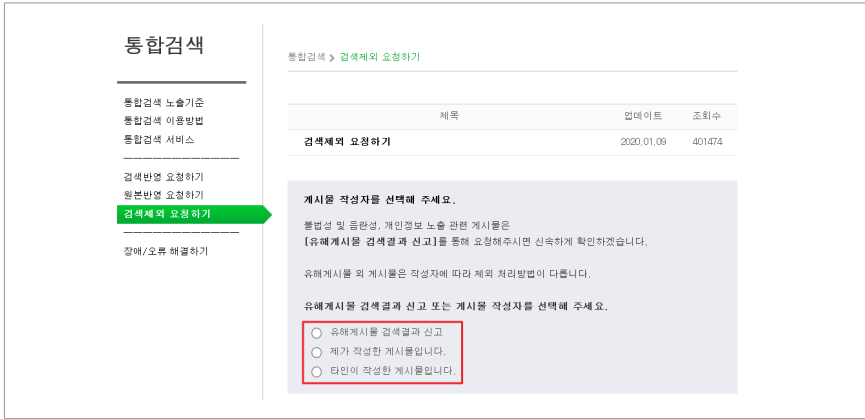 통합검색
통합검색 노출기준
통합검색 이용방법
통합검색 서비스
검색반영 요청하기
원본반영 요청하기
검색제외 요청하기
장애/오류 해결하기
통합검색 > 검색제외 요청하기
제목 업데이트 조회수
검색제외 요청하기 2020.01.09 401474
게시물 작성자를 선택해 주세요.
불법성 및 음란성, 개인정보 노출 관련 게시물은
[유해게시물 검색결과 신고]를 통해 요청해주시면 신속하게 확인하겠습니다.
유해게시물 외 게시물은 작성자에 따라 제외 처리방법이 다릅니다.
유해게시물 검색결과 신고 또는 게시물 작성자를 선택해 주세요.
유해게시물 검색결과 신고
제가 작성한 게시물입니다.
타인이 작성한 게시물입니다.